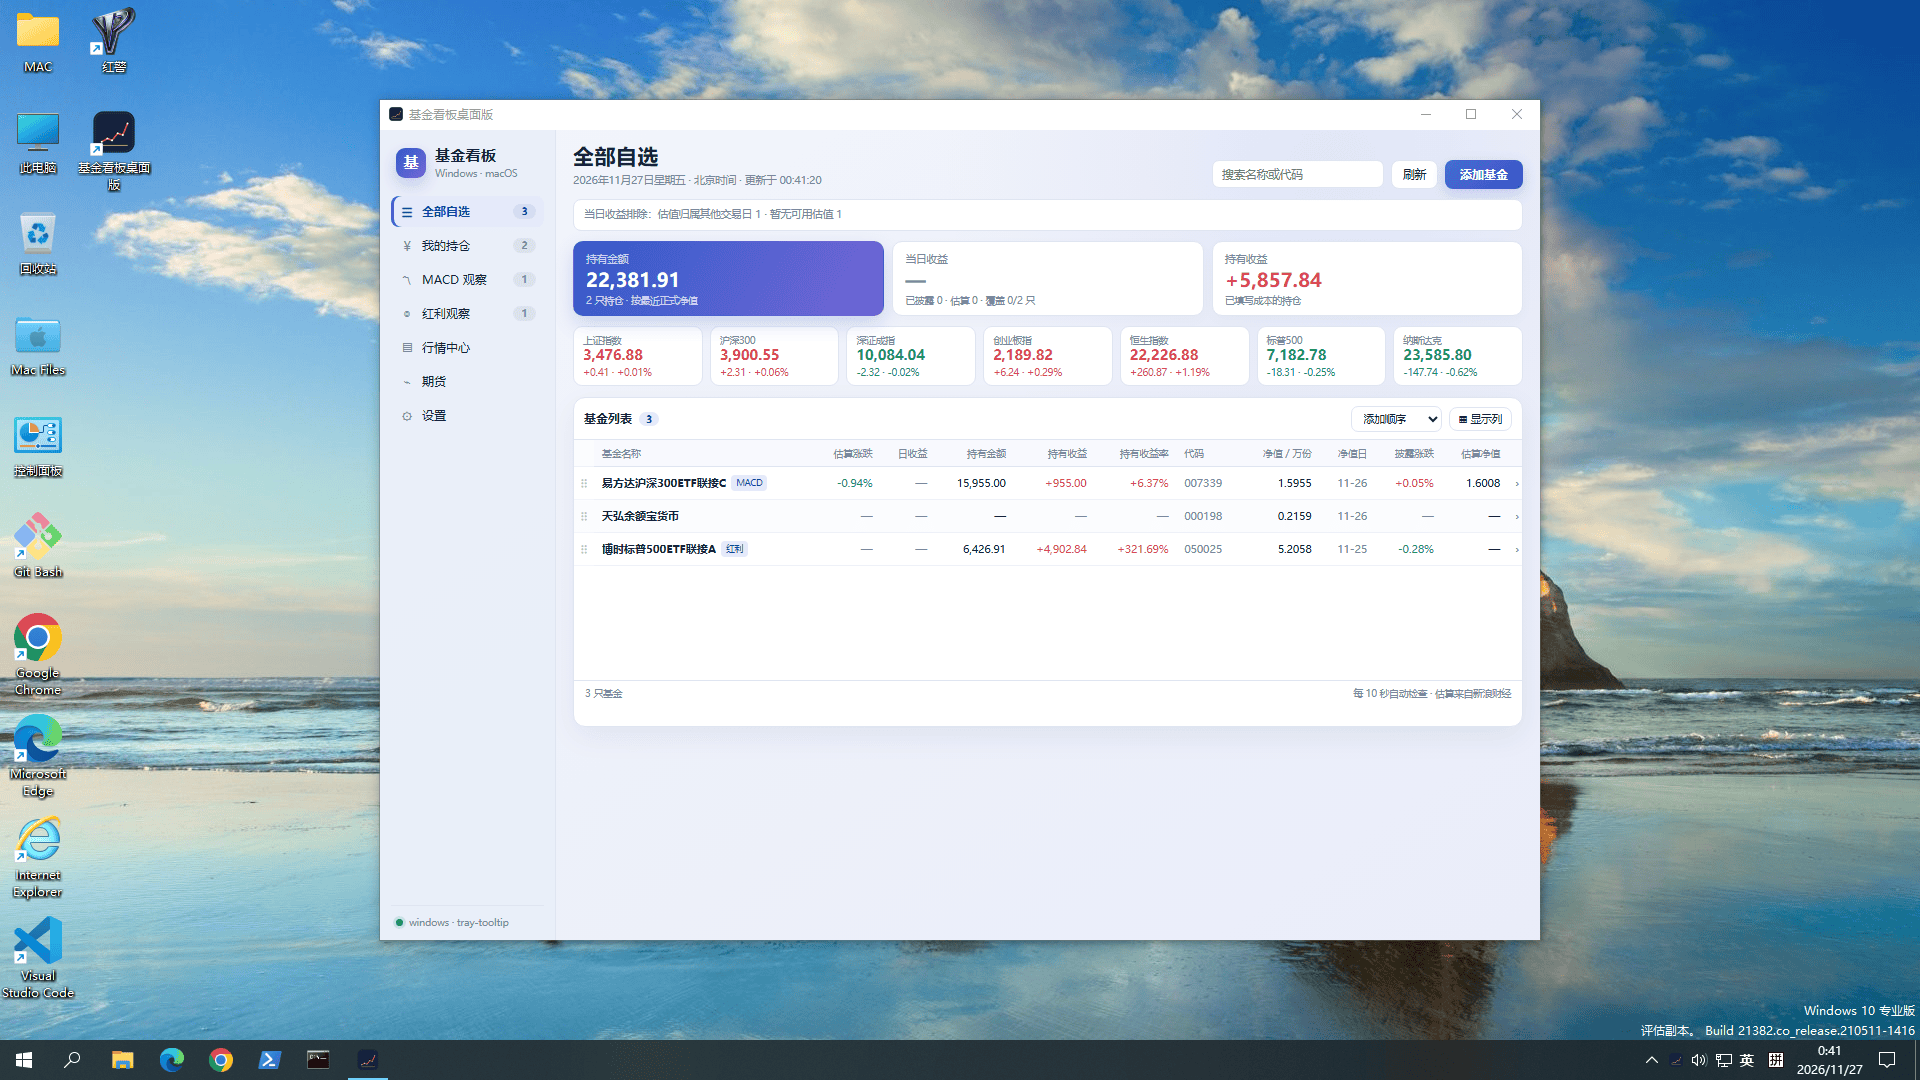 MAC
红警
此电脑
基金看板桌面版
回收站
Mac Files
控制面板
Git Bash
Google Chrome
Microsoft Edge
Internet Explorer
Visual Studio Code
基金看板桌面版
基
基金看板
Windows · macOS
全部自选 3
我的持仓 2
MACD 观察 1
红利观察 1
行情中心
期货
设置
windows · tray-tooltip
全部自选
2026年11月27日星期五 · 北京时间 · 更新于 00:41:20
搜索名称或代码
刷新
添加基金
当日收益排除：估值归属其他交易日 1 · 暂无可用估值 1
持有金额
22,381.91
2 只持仓 · 按最近正式净值
当日收益
—
已披露 0 · 估算 0 · 覆盖 0/2 只
持有收益
+5,857.84
已填写成本的持仓
上证指数
3,476.88
+0.41 · +0.01%
沪深300
3,900.55
+2.31 · +0.06%
深证成指
10,084.04
-2.32 · -0.02%
创业板指
2,189.82
+6.24 · +0.29%
恒生指数
22,226.88
+260.87 · +1.19%
标普500
7,182.78
-18.31 · -0.25%
纳斯达克
23,585.80
-147.74 · -0.62%
基金列表 3
添加顺序
显示列
基金名称 估算涨跌 日收益 持有金额 持有收益 持有收益率 代码 净值 / 万份 净值日 披露涨跌 估算净值
易方达沪深300ETF联接C MACD -0.94% — 15,955.00 +955.00 +6.37% 007339 1.5955 11-26 +0.05% 1.6008 ›
天弘余额宝货币 — — — — — 000198 0.2159 11-26 — — ›
博时标普500ETF联接A 红利 — — 6,426.91 +4,902.84 +321.69% 050025 5.2058 11-25 -0.28% — ›
3 只基金
每 10 秒自动检查 · 估算来自新浪财经
Windows 10 专业版
评估副本。 Build 21382.co_release.210511-1416
英
拼
0:41
2026/11/27